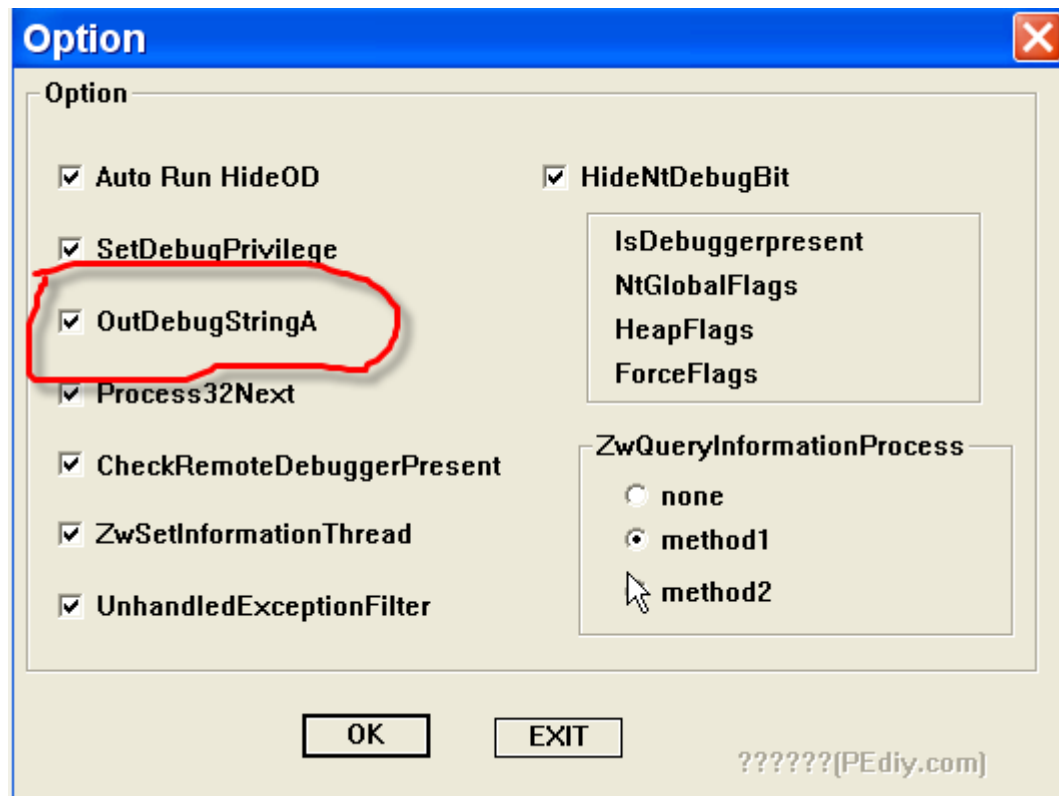 Option
Option
Auto Run HideOD
SetDebugPrivilege
OutDebugStringA
Process32Next
CheckRemoteDebuggerPresent
ZwSetInformationThread
UnhandledExceptionFilter
HideNtDebugBit
IsDebuggerpresent
NtGlobalFlags
HeapFlags
ForceFlags
ZwQueryInformationProcess
none
method1
method2
OK
EXIT
??????(PEdiy.com)